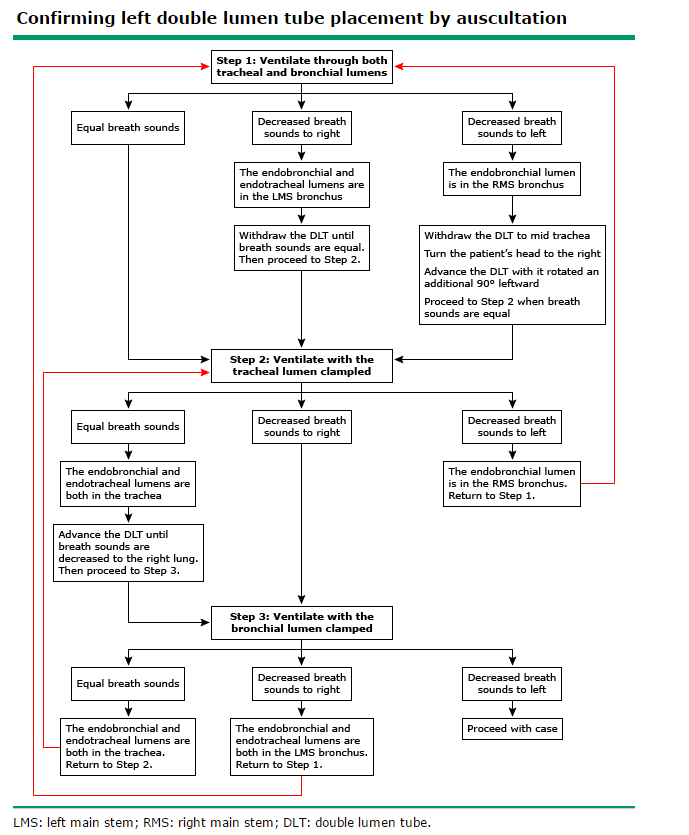 Confirming left double lumen tube placement by auscultation
Step 1: Ventilate through both
tracheal and bronchial lumens
Equal breath sounds
Decreased breath
sounds to right
Decreased breath
sounds to left
The endobronchial and
endotracheal lumens are
in the LMS bronchus
The endobronchial lumen
is in the RMS bronchus
Withdraw the DLT until
breath sounds are equal.
Then proceed to Step 2.
Withdraw the DLT to mid trachea
Turn the patient's head to the right
Advance the DLT with it rotated an
additional 90° leftward
Proceed to Step 2 when breath
sounds are equal
Step 2: Ventilate with the
tracheal lumen clamped
Equal breath sounds
Decreased breath
sounds to right
Decreased breath
sounds to left
The endobronchial and
endotracheal lumens are
both in the trachea
The endobronchial lumen
is in the RMS bronchus.
Return to Step 1.
Advance the DLT until
breath sounds are
decreased to the right lung.
Then proceed to Step 3.
Step 3: Ventilate with the
bronchial lumen clamped
Equal breath sounds
Decreased breath
sounds to right
Decreased breath
sounds to left
The endobronchial and
endotracheal lumens are
both in the trachea.
Return to Step 2.
The endobronchial and
endotracheal lumens are
both in the LMS bronchus.
Return to Step 1.
Proceed with case
LMS: left main stem; RMS: right main stem; DLT: double lumen tube.